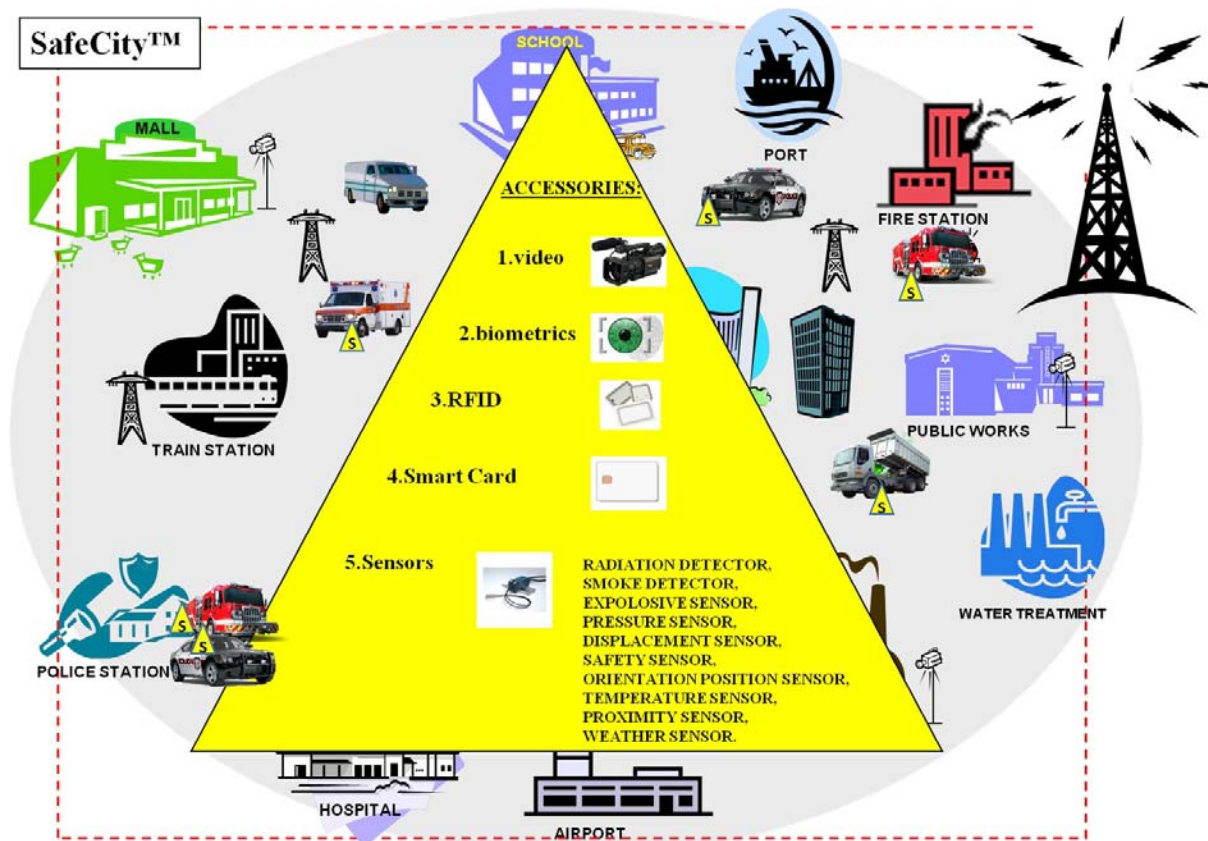 SafeCity™
SCHOOL
MALL
PORT
FIRE STATION
ACCESSORIES:
1.video
2.biometrics
3.RFID
4.Smart Card
5.Sensors
RADIATION DETECTOR,
SMOKE DETECTOR,
EXPOLOSIVE SENSOR,
PRESSURE SENSOR,
DISPLACEMENT SENSOR,
SAFETY SENSOR,
ORIENTATION POSITION SENSOR,
TEMPERATURE SENSOR,
PROXIMITY SENSOR,
WEATHER SENSOR.
S
S
S
TRAIN STATION
PUBLIC WORKS
S
WATER TREATMENT
POLICE STATION
S
S
POLICE
POLICE
HOSPITAL
AIRPORT